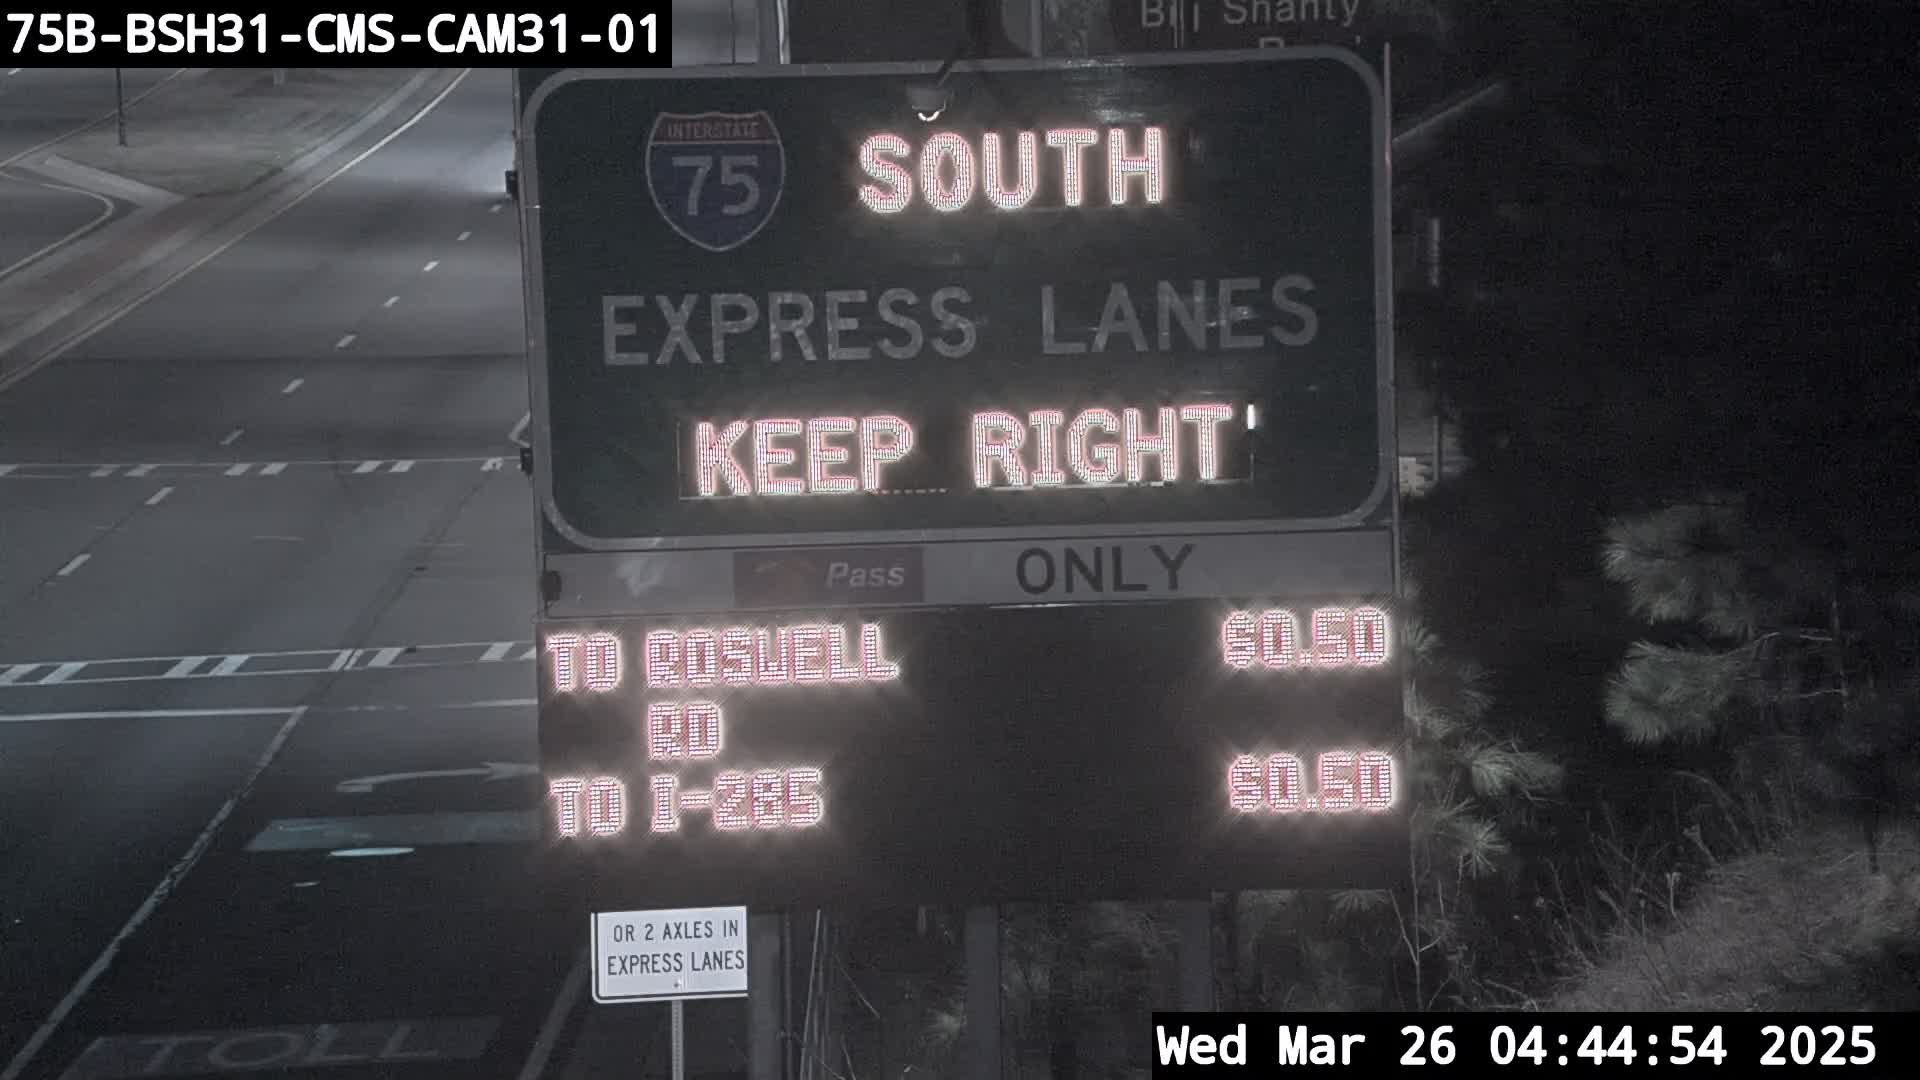 75B-BSH31-CMS-CAM31-01
Shanty
INTERSTATE
75
SOUTH
EXPRESS LANES
KEEP RIGHT
Pass ONLY
TO ROSWELL $0.50
RD
TO I-285 $0.50
OR 2 AXLES IN
EXPRESS LANES
TOLL
Wed Mar 26 04:44:54 2025